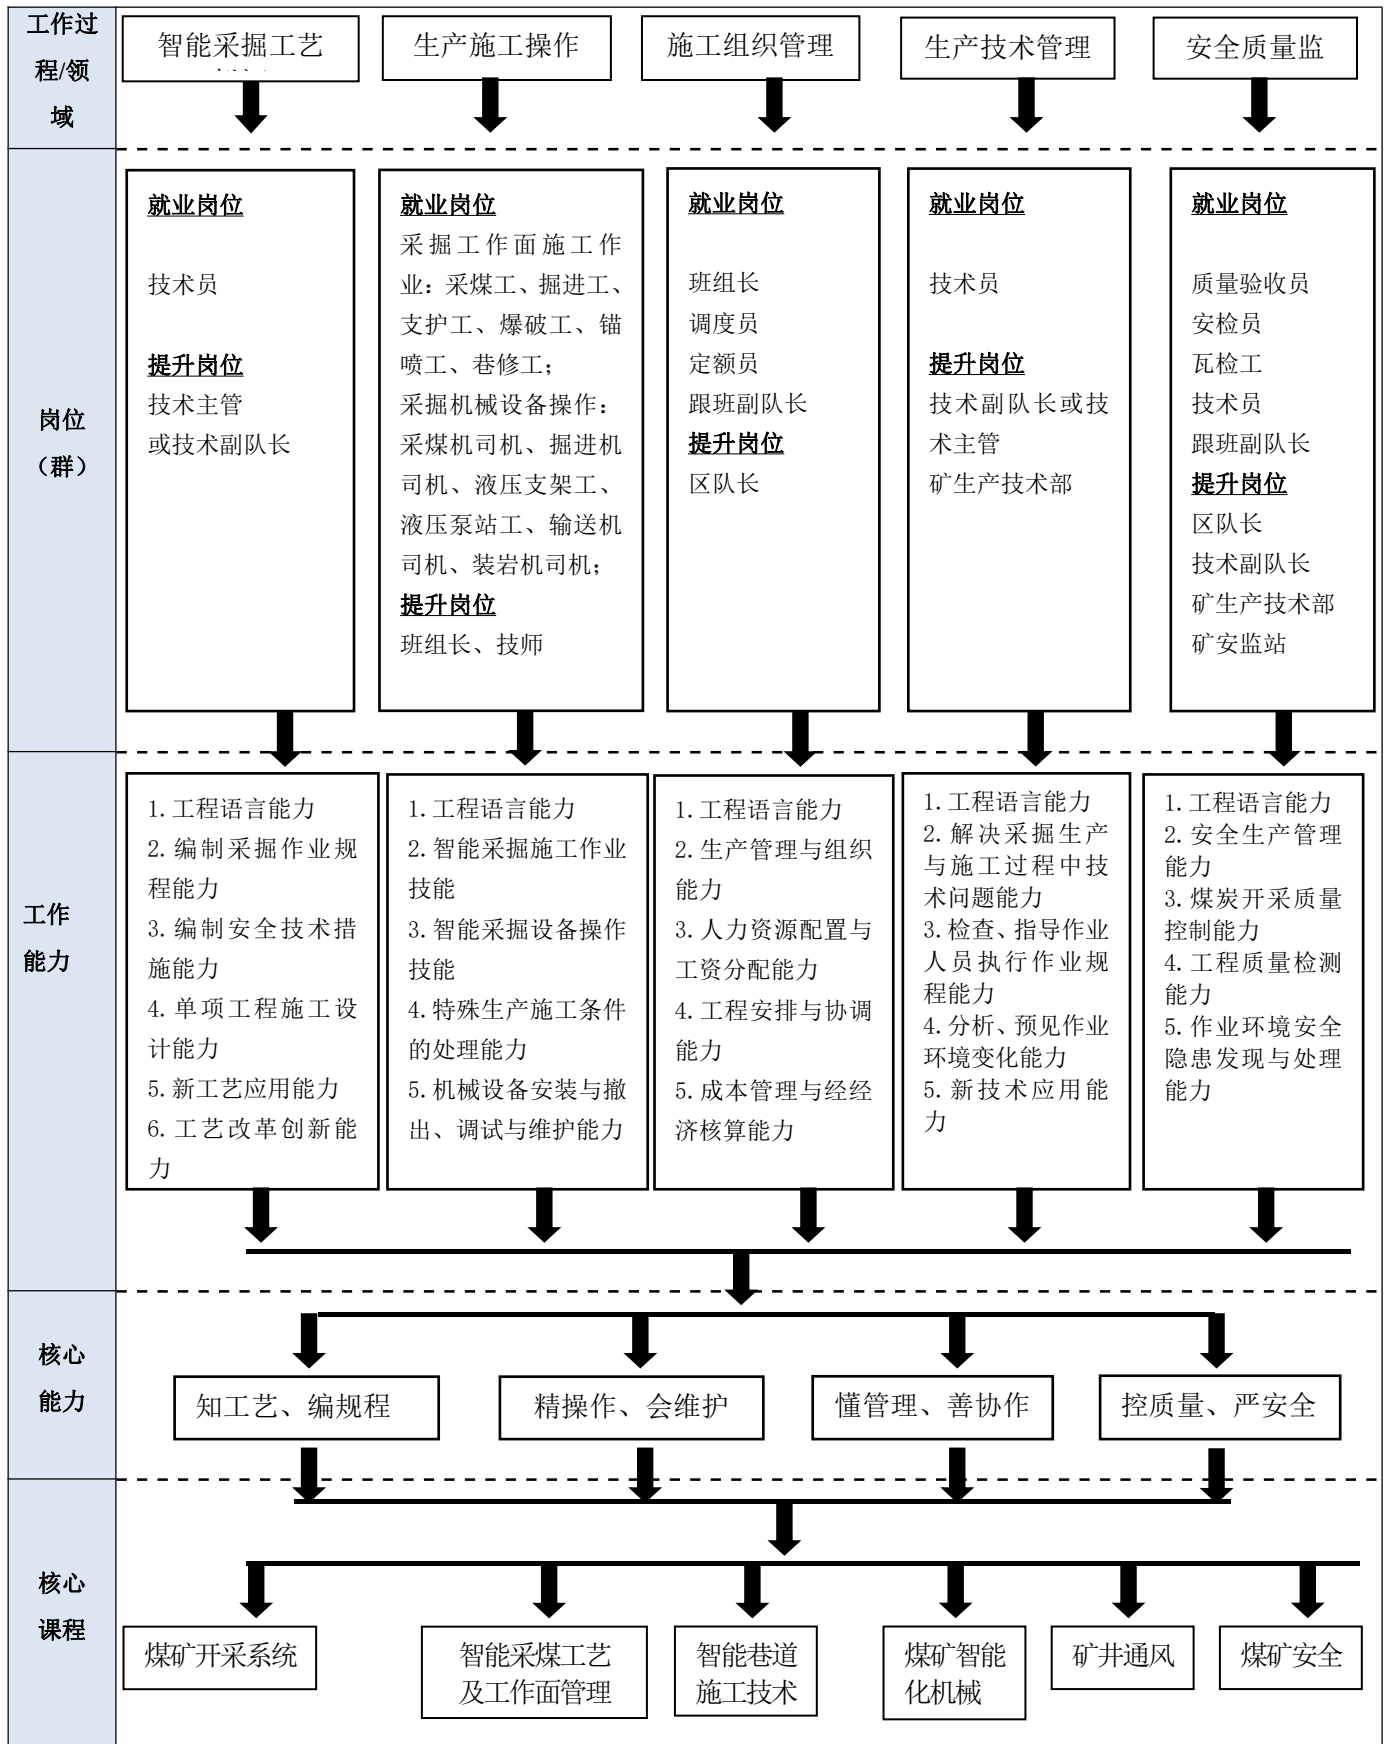 工作过
程/领
域
智能采掘工艺
生产施工操作
施工组织管理
生产技术管理
安全质量监
岗位
（群）
就业岗位
技术员
提升岗位
技术主管
或技术副队长
就业岗位
采掘工作面施工作
业：采煤工、掘进工、
支护工、爆破工、锚
喷工、巷修工；
采掘机械设备操作：
采煤机司机、掘进机
司机、液压支架工、
液压泵站工、输送机
司机、装岩机司机；
提升岗位
班组长、技师
就业岗位
班组长
调度员
定额员
跟班副队长
提升岗位
区队长
就业岗位
技术员
提升岗位
技术副队长或技
术主管
矿生产技术部
就业岗位
质量验收员
安检员
瓦检工
技术员
跟班副队长
提升岗位
区队长
技术副队长
矿生产技术部
矿安监站
工作
能力
1.工程语言能力
2.编制采掘作业规
程能力
3.编制安全技术措
施能力
4.单项工程施工设
计能力
5.新工艺应用能力
6.工艺改革创新能
力
1.工程语言能力
2.智能采掘施工作业
技能
3.智能采掘设备操作
技能
4.特殊生产施工条件
的处理能力
5.机械设备安装与撤
出、调试与维护能力
1.工程语言能力
2.生产管理与组织
能力
3.人力资源配置与
工资分配能力
4.工程安排与协调
能力
5.成本管理与经经
济核算能力
1.工程语言能力
2.解决采掘生产
与施工过程中技
术问题能力
3.检查、指导作业
人员执行作业规
程能力
4.分析、预见作业
环境变化能力
5.新技术应用能
力
1.工程语言能力
2.安全生产管理
能力
3.煤炭开采质量
控制能力
4.工程质量检测
能力
5.作业环境安全
隐患发现与处理
能力
核心
能力
知工艺、编规程
精操作、会维护
懂管理、善协作
控质量、严安全
核心
课程
煤矿开采系统
智能采煤工艺
及工作面管理
智能巷道
施工技术
煤矿智能
化机械
矿井通风
煤矿安全